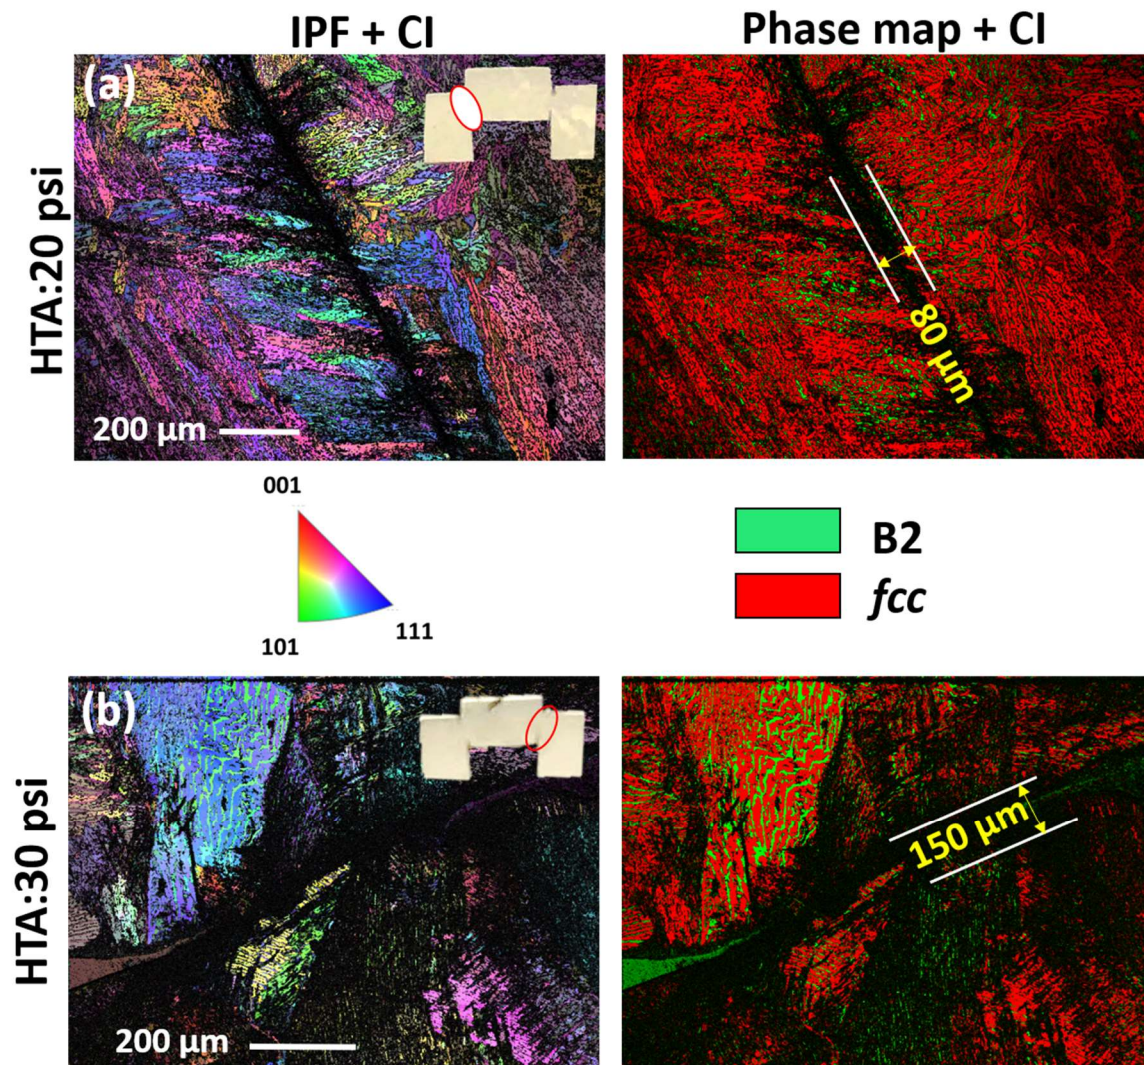 IPF + CI
Phase map + CI
HTA:20 psi
(a)
200 µm
80 µm
001
101
111
B2
fcc
HTA:30 psi
(b)
200 µm
150 µm